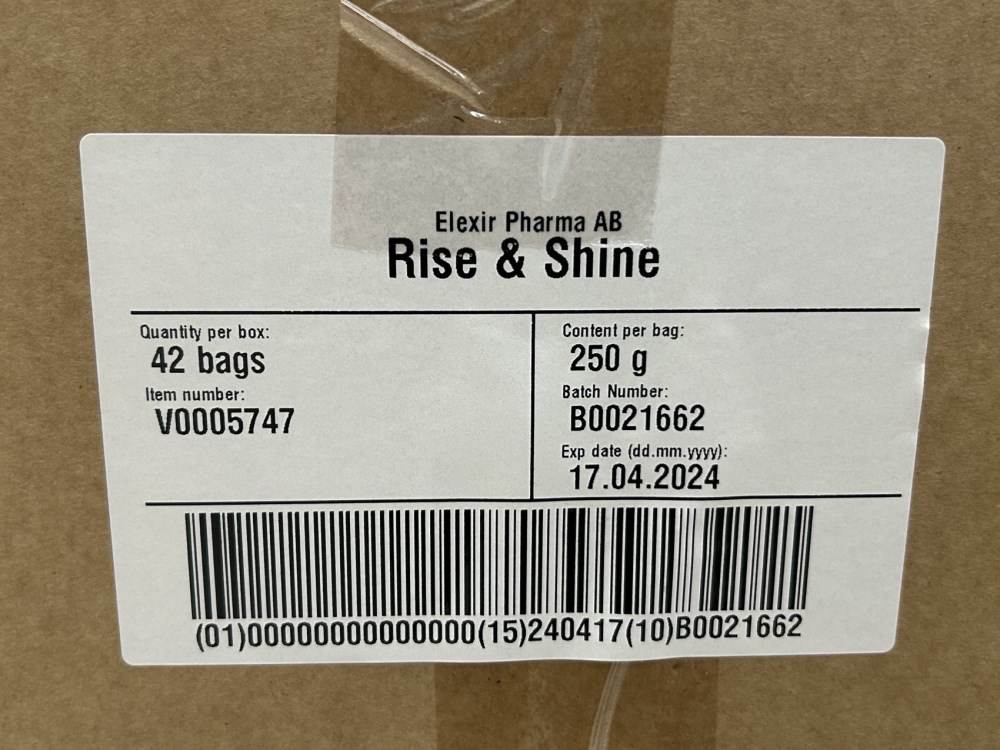 Elexir Pharma AB
Rise & Shine
Quantity per box:
42 bags
Item number:
V0005747
Content per bag:
250 g
Batch Number:
B0021662
Exp date (dd.mm.yyyy):
17.04.2024
(01)00000000000000(15)240417(10)B0021662